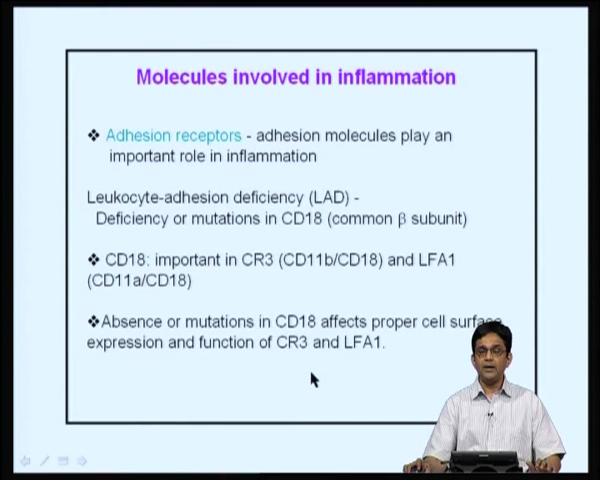 Molecules involved in inflammation
❖ Adhesion receptors - adhesion molecules play an
important role in inflammation
Leukocyte-adhesion deficiency (LAD) -
Deficiency or mutations in CD18 (common β subunit)
❖ CD18: important in CR3 (CD11b/CD18) and LFA1
(CD11a/CD18)
❖Absence or mutations in CD18 affects proper cell surface
expression and function of CR3 and LFA1.